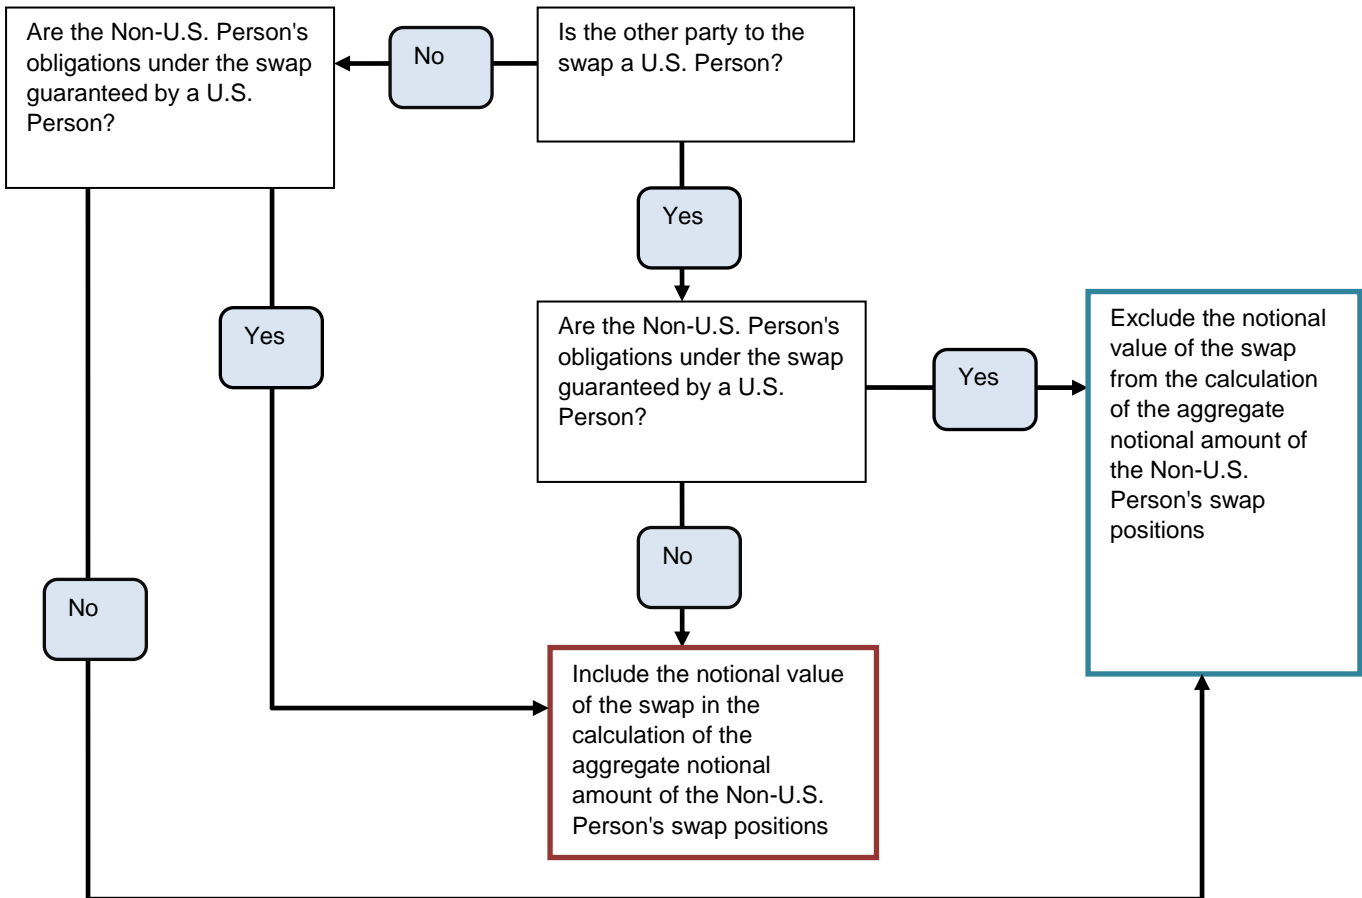 Are the Non-U.S. Person's
obligations under the swap
guaranteed by a U.S.
Person?
No
Is the other party to the
swap a U.S. Person?
Yes
Yes
Are the Non-U.S. Person's
obligations under the swap
guaranteed by a U.S.
Person?
Yes
Exclude the notional
value of the swap
from the calculation
of the aggregate
notional amount of
the Non-U.S.
Person's swap
positions
No
No
Include the notional value
of the swap in the
calculation of the
aggregate notional
amount of the Non-U.S.
Person's swap positions